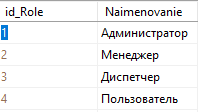 id_Role Naimenovanie
1 Администратор
2 Менеджер
3 Диспетчер
4 Пользователь